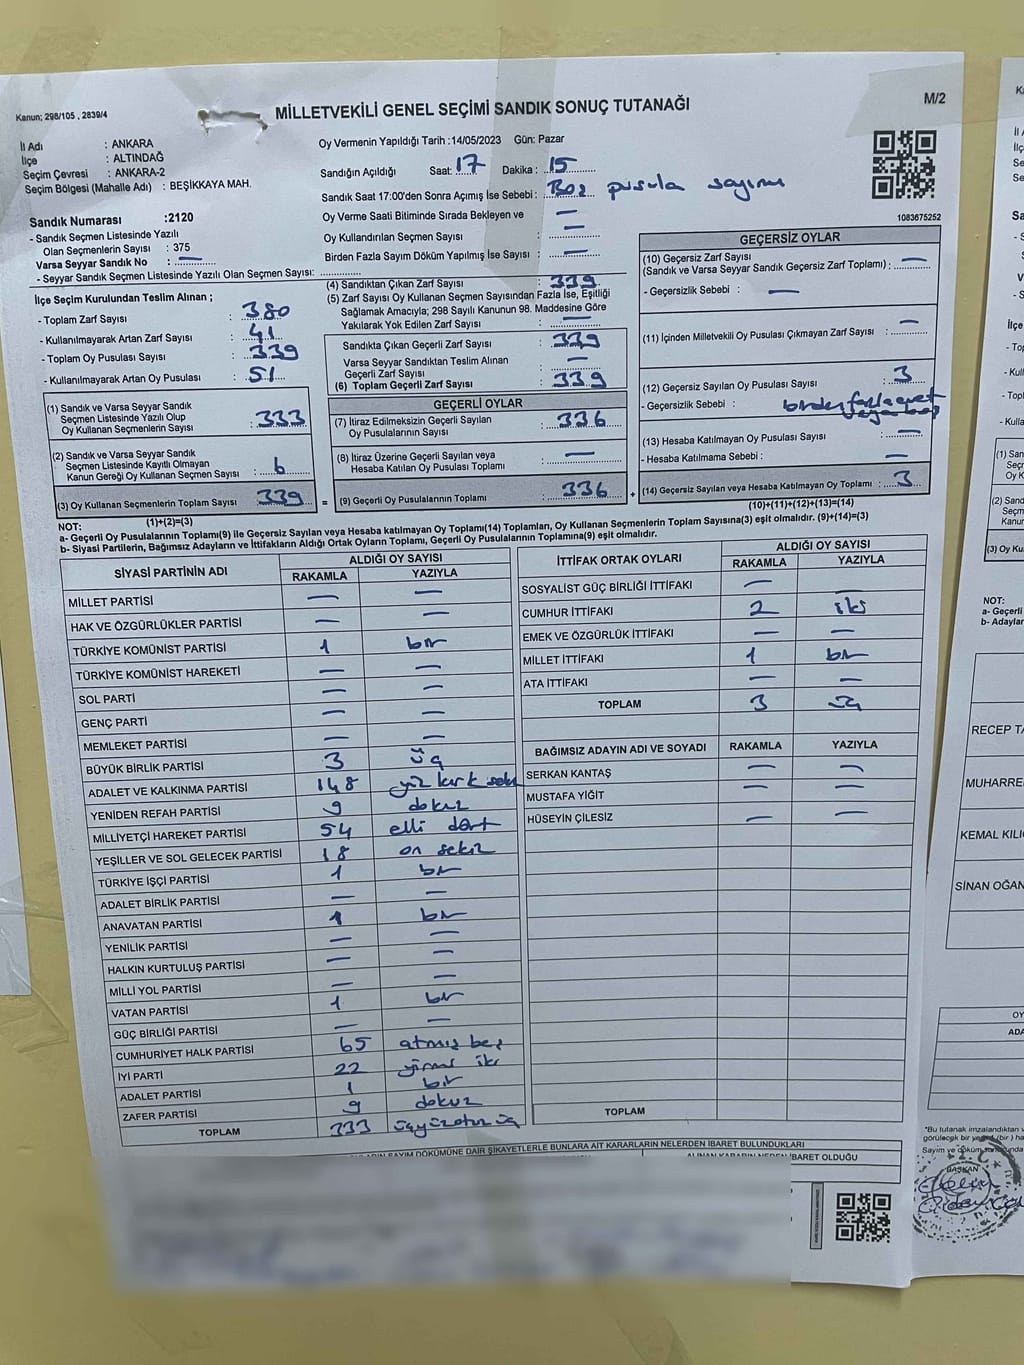 MİLLETVEKİLİ GENEL SEÇİMİ SANDIK SONUÇ TUTANAĞI
M/2
Kanun; 298/105 , 2839/4
İl Adı : ANKARA
İlçe : ALTINDAĞ
Seçim Çevresi : ANKARA-2
Seçim Bölgesi (Mahalle Adı) : BEŞİKKAYA MAH.
Sandık Numarası :2120
- Sandık Seçmen Listesinde Yazılı
Olan Seçmenlerin Sayısı : 375
Varsa Seyyar Sandık No : —
- Seyyar Sandık Seçmen Listesinde Yazılı Olan Seçmen Sayısı:
Oy Vermenin Yapıldığı Tarih :14/05/2023 Gün: Pazar
Sandığın Açıldığı Saat: 17 Dakika : 15
Sandık Saat 17:00'den Sonra Açımış İse Sebebi : Boş pusula sayımı
Oy Verme Saati Bitiminde Sırada Bekleyen ve —
Oy Kullandırılan Seçmen Sayısı : —
Birden Fazla Sayım Döküm Yapılmış İse Sayısı : —
1083675252
İlçe Seçim Kurulundan Teslim Alınan ;
- Toplam Zarf Sayısı : 380
- Kullanılmayarak Artan Zarf Sayısı : 41
- Toplam Oy Pusulası Sayısı : 339
- Kullanılmayarak Artan Oy Pusulası : 51
(1) Sandık ve Varsa Seyyar Sandık
Seçmen Listesinde Yazılı Olup
Oy Kullanan Seçmenlerin Sayısı : 333
(2) Sandık ve Varsa Seyyar Sandık
Seçmen Listesinde Kayıtlı Olmayan
Kanun Gereği Oy Kullanan Seçmen Sayısı : 6
(3) Oy Kullanan Seçmenlerin Toplam Sayısı : 339
(1)+(2)=(3)
(4) Sandıktan Çıkan Zarf Sayısı : 339
(5) Zarf Sayısı Oy Kullanan Seçmen Sayısından Fazla İse, Eşitliği
Sağlamak Amacıyla; 298 Sayılı Kanunun 98. Maddesine Göre
Yakılarak Yok Edilen Zarf Sayısı : —
Sandıkta Çıkan Geçerli Zarf Sayısı : 339
Varsa Seyyar Sandıktan Teslim Alınan
Geçerli Zarf Sayısı : —
(6) Toplam Geçerli Zarf Sayısı : 339
GEÇERLİ OYLAR
(7) İtiraz Edilmeksizin Geçerli Sayılan
Oy Pusulalarının Sayısı : 336
(8) İtiraz Üzerine Geçerli Sayılan veya
Hesaba Katılan Oy Pusulası Toplamı : —
= (9) Geçerli Oy Pusulalarının Toplamı : 336 +
GEÇERSİZ OYLAR
(10) Geçersiz Zarf Sayısı
(Sandık ve Varsa Seyyar Sandık Geçersiz Zarf Toplamı) : —
- Geçersizlik Sebebi : —
(11) İçinden Milletvekili Oy Pusulası Çıkmayan Zarf Sayısı : —
(12) Geçersiz Sayılan Oy Pusulası Sayısı : 3
- Geçersizlik Sebebi : birden fazla evet
(13) Hesaba Katılmayan Oy Pusulası Sayısı : —
- Hesaba Katılmama Sebebi : —
(14) Geçersiz Sayılan veya Hesaba Katılmayan Oy Toplamı : 3
(10)+(11)+(12)+(13)=(14)
NOT:
a- Geçerli Oy Pusulalarının Toplamı(9) ile Geçersiz Sayılan veya Hesaba katılmayan Oy Toplamı(14) Toplamları, Oy Kullanan Seçmenlerin Toplam Sayısına(3) eşit olmalıdır. (9)+(14)=(3)
b- Siyasi Partilerin, Bağımsız Adayların ve İttifakların Aldığı Ortak Oyların Toplamı, Geçerli Oy Pusulalarının Toplamına(9) eşit olmalıdır.
SİYASİ PARTİNİN ADI ALDIĞI OY SAYISI
RAKAMLA YAZIYLA
MİLLET PARTİSİ — —
HAK VE ÖZGÜRLÜKLER PARTİSİ — —
TÜRKİYE KOMÜNİST PARTİSİ 1 bir
TÜRKİYE KOMÜNİST HAREKETİ — —
SOL PARTİ — —
GENÇ PARTİ — —
MEMLEKET PARTİSİ — —
BÜYÜK BİRLİK PARTİSİ 3 üç
ADALET VE KALKINMA PARTİSİ 148 yüz kırk sekiz
YENİDEN REFAH PARTİSİ 9 dokuz
MİLLİYETÇİ HAREKET PARTİSİ 54 elli dört
YEŞİLLER VE SOL GELECEK PARTİSİ 18 on sekiz
TÜRKİYE İŞÇİ PARTİSİ 1 bir
ADALET BİRLİK PARTİSİ — —
ANAVATAN PARTİSİ 1 bir
YENİLİK PARTİSİ — —
HALKIN KURTULUŞ PARTİSİ — —
MİLLİ YOL PARTİSİ — —
VATAN PARTİSİ 1 bir
GÜÇ BİRLİĞİ PARTİSİ — —
CUMHURİYET HALK PARTİSİ 65 atmış beş
İYİ PARTİ 22 yirmi iki
ADALET PARTİSİ 1 bir
ZAFER PARTİSİ 9 dokuz
TOPLAM 333 üçyüzotuz üç
İTTİFAK ORTAK OYLARI ALDIĞI OY SAYISI
RAKAMLA YAZIYLA
SOSYALİST GÜÇ BİRLİĞİ İTTİFAKI — —
CUMHUR İTTİFAKI 2 iki
EMEK VE ÖZGÜRLÜK İTTİFAKI — —
MİLLET İTTİFAKI 1 bir
ATA İTTİFAKI — —
TOPLAM 3 üç
BAĞIMSIZ ADAYIN ADI VE SOYADI RAKAMLA YAZIYLA
SERKAN KANTAŞ — —
MUSTAFA YİĞİT — —
HÜSEYİN ÇİLESİZ — —
TOPLAM
SAYIM DÖKÜMÜNE DAİR ŞİKAYETLERLE BUNLARA AİT KARARLARIN NELERDEN İBARET BULUNDUKLARI
ALINAN KARARIN NEDEN İBARET OLDUĞU
NOT:
a- Geçerli
b- Adaylar
RECEP TA
MUHARRE
KEMAL KILI
SİNAN OĞAN
OY
ADA
*Bu tutanak imzalandıktan
görülecek bir
Sayım ve döküm
BAŞKAN